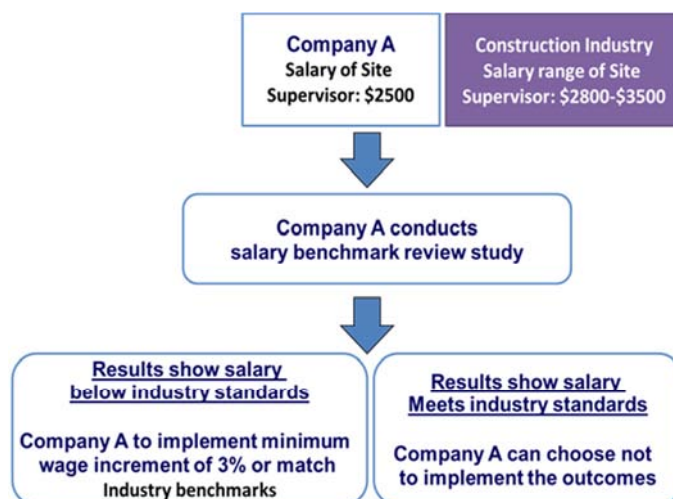 Company A
Salary of Site
Supervisor: $2500
Construction Industry
Salary range of Site
Supervisor: $2800-$3500
Company A conducts
salary benchmark review study
Results show salary
below industry standards
Company A to implement minimum
wage increment of 3% or match
Industry benchmarks
Results show salary
Meets industry standards
Company A can choose not
to implement the outcomes